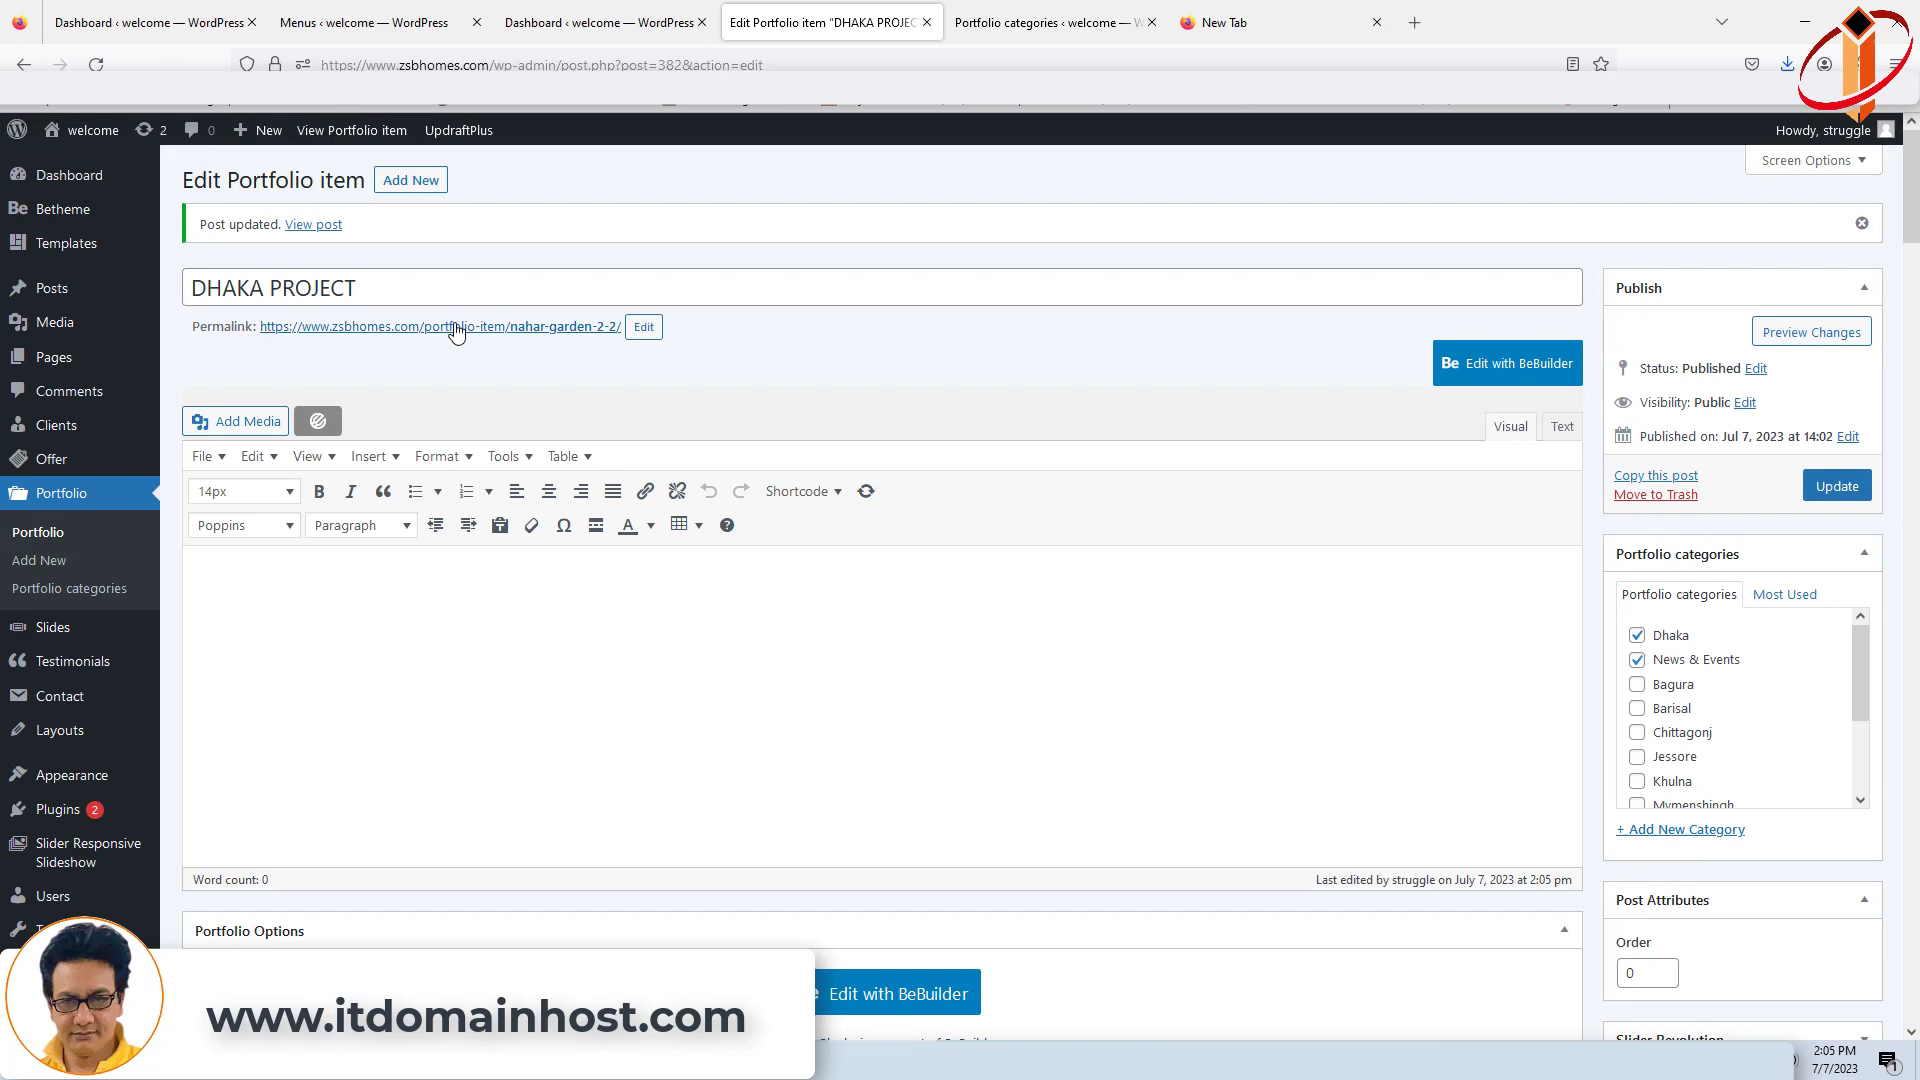 Dashboard ‹ welcome — WordPress
Menus ‹ welcome — WordPress
Dashboard ‹ welcome — WordPress
Edit Portfolio item “DHAKA PROJEC
Portfolio categories ‹ welcome — W
New Tab
https://www.zsbhomes.com/wp-admin/post.php?post=382&action=edit
welcome
2
0
New
View Portfolio item
UpdraftPlus
Howdy, struggle
Screen Options
Dashboard
Betheme
Templates
Posts
Media
Pages
Comments
Clients
Offer
Portfolio
Portfolio
Add New
Portfolio categories
Slides
Testimonials
Contact
Layouts
Appearance
Plugins 2
Slider Responsive
Slideshow
Users
Edit Portfolio item
Add New
Post updated. View post
DHAKA PROJECT
Permalink: https://www.zsbhomes.com/portfolio-item/nahar-garden-2-2/ Edit
Be Edit with BeBuilder
Add Media
Visual
Text
File
Edit
View
Insert
Format
Tools
Table
14px
Shortcode
Poppins
Paragraph
Word count: 0
Last edited by struggle on July 7, 2023 at 2:05 pm
Portfolio Options
Edit with BeBuilder
Publish
Preview Changes
Status: Published Edit
Visibility: Public Edit
Published on: Jul 7, 2023 at 14:02 Edit
Copy this post
Move to Trash
Update
Portfolio categories
Portfolio categories
Most Used
Dhaka
News & Events
Bagura
Barisal
Chittagonj
Jessore
Khulna
Mymenshingh
+ Add New Category
Post Attributes
Order
0
Slider Revolution
www.itdomainhost.com
2:05 PM
7/7/2023
1